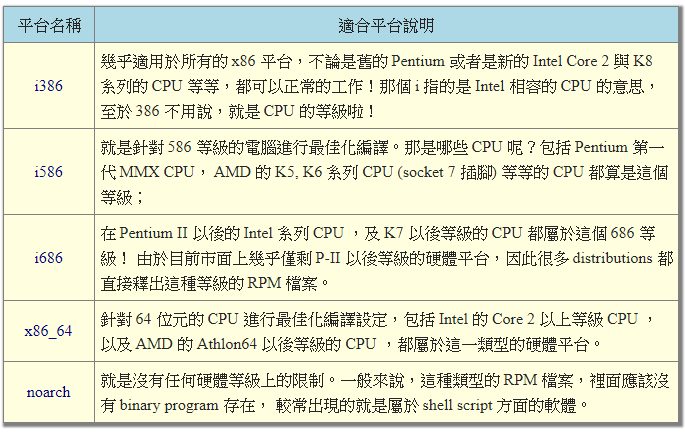 平台名稱 適合平台說明
i386
幾乎適用於所有的 x86 平台，不論是舊的 Pentium 或者是新的 Intel Core 2 與 K8
系列的 CPU 等等，都可以正常的工作！那個 i 指的是 Intel 相容的 CPU 的意思，
至於 386 不用說，就是 CPU 的等級啦！
i586
就是針對 586 等級的電腦進行最佳化編譯。那是哪些 CPU 呢？包括 Pentium 第一
代 MMX CPU， AMD 的 K5, K6 系列 CPU (socket 7 插腳) 等等的 CPU 都算是這個
等級；
i686
在 Pentium II 以後的 Intel 系列 CPU ，及 K7 以後等級的 CPU 都屬於這個 686 等
級！ 由於目前市面上幾乎僅剩 P-II 以後等級的硬體平台，因此很多 distributions 都
直接釋出這種等級的 RPM 檔案。
x86_64
針對 64 位元的 CPU 進行最佳化編譯設定，包括 Intel 的 Core 2 以上等級 CPU ，
以及 AMD 的 Athlon64 以後等級的 CPU ，都屬於這一類型的硬體平台。
noarch
就是沒有任何硬體等級上的限制。一般來說，這種類型的 RPM 檔案，裡面應該沒
有 binary program 存在， 較常出現的就是屬於 shell script 方面的軟體。